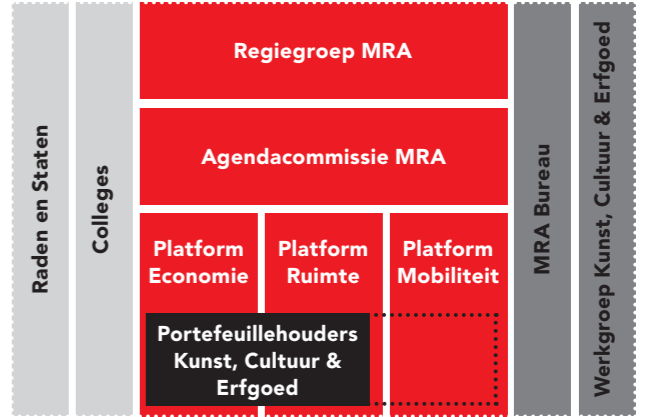 Raden en Staten
Colleges
Regiegroep MRA
Agendacommissie MRA
Platform
Economie
Platform
Ruimte
Platform
Mobiliteit
Portefeuillehouders
Kunst, Cultuur &
Erfgoed
MRA Bureau
Werkgroep Kunst, Cultuur & Erfgoed